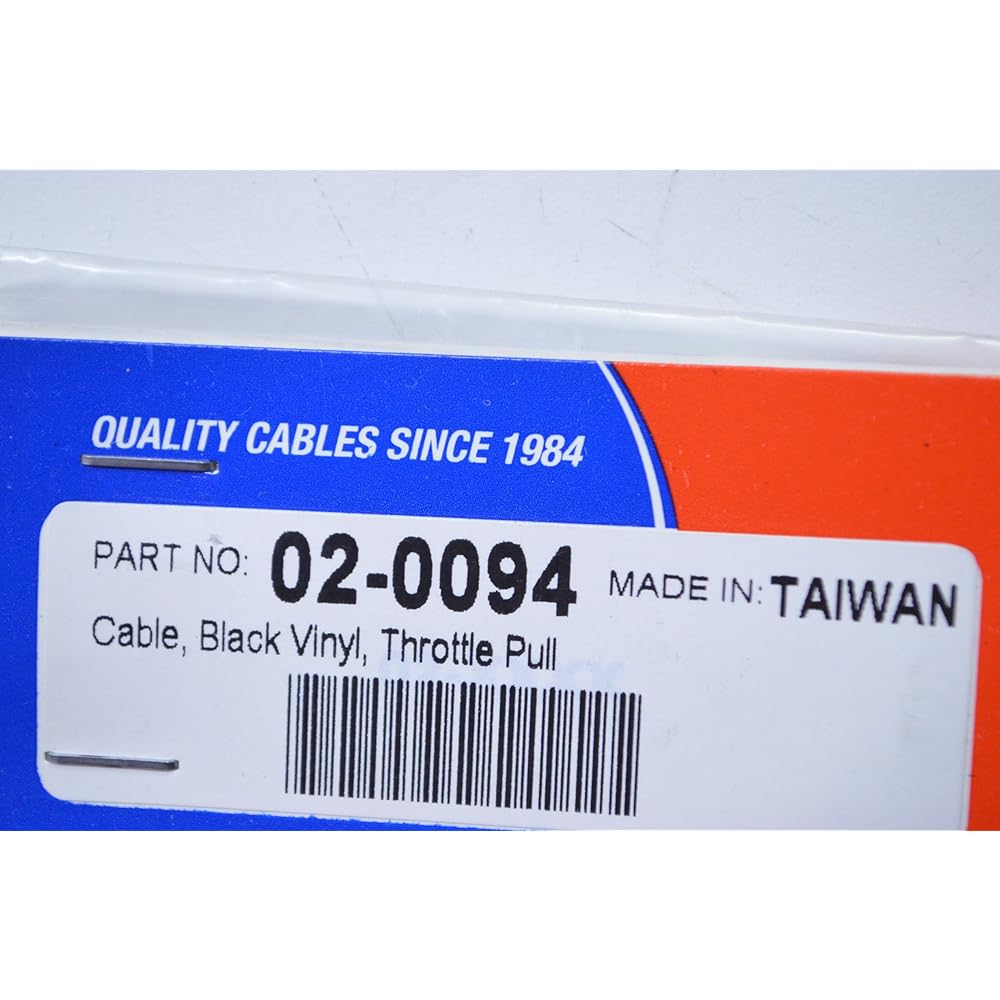 QUALITY CABLES SINCE 1984
PART NO: 02-0094 MADE IN: TAIWAN
Cable, Black Vinyl, Throttle Pull